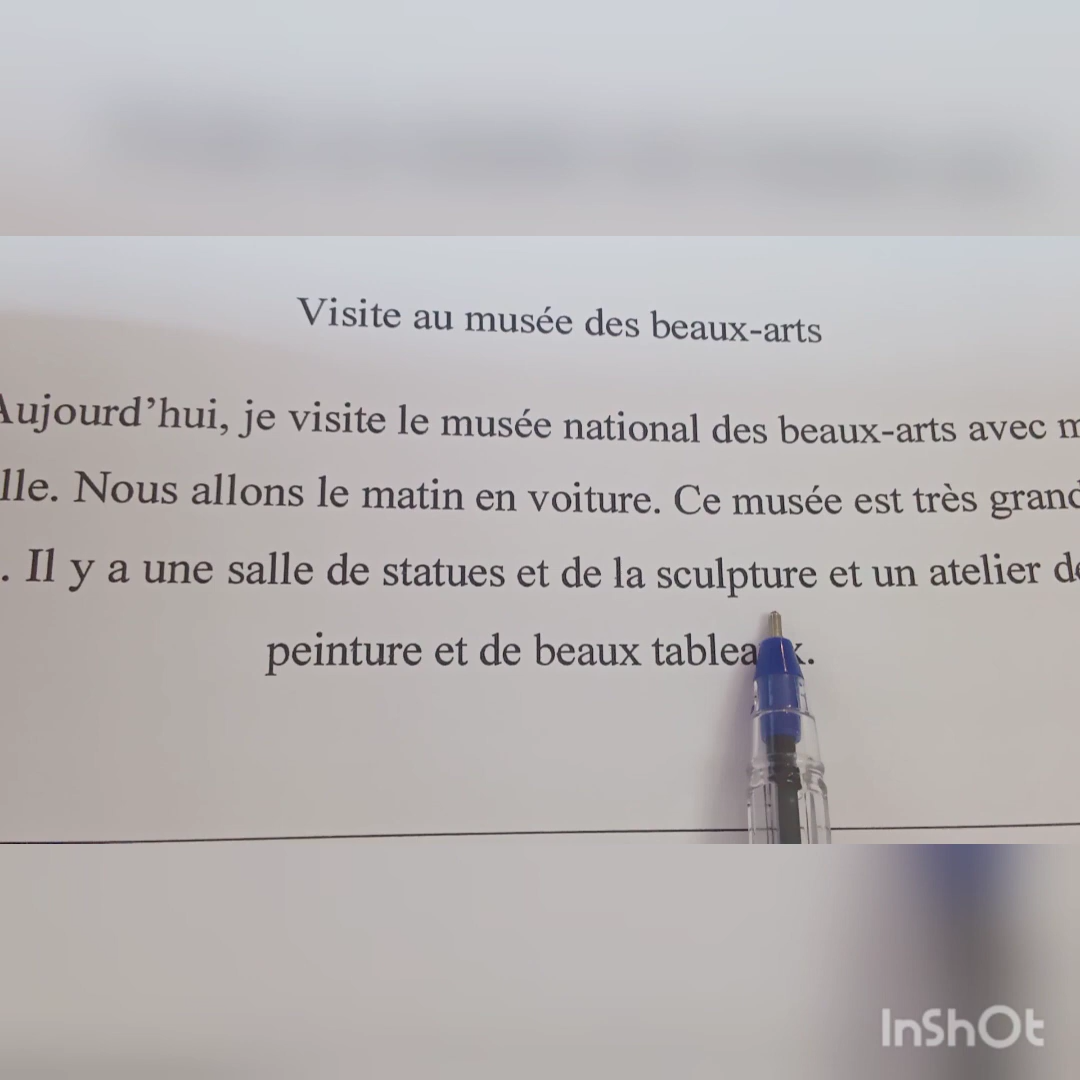 Visite au musée des beaux-arts
Aujourd’hui, je visite le musée national des beaux-arts avec
Nous allons le matin en voiture. Ce musée est très grand
. Il y a une salle de statues et de la sculpture et un atelier de
peinture et de beaux tableaux.
InShOt